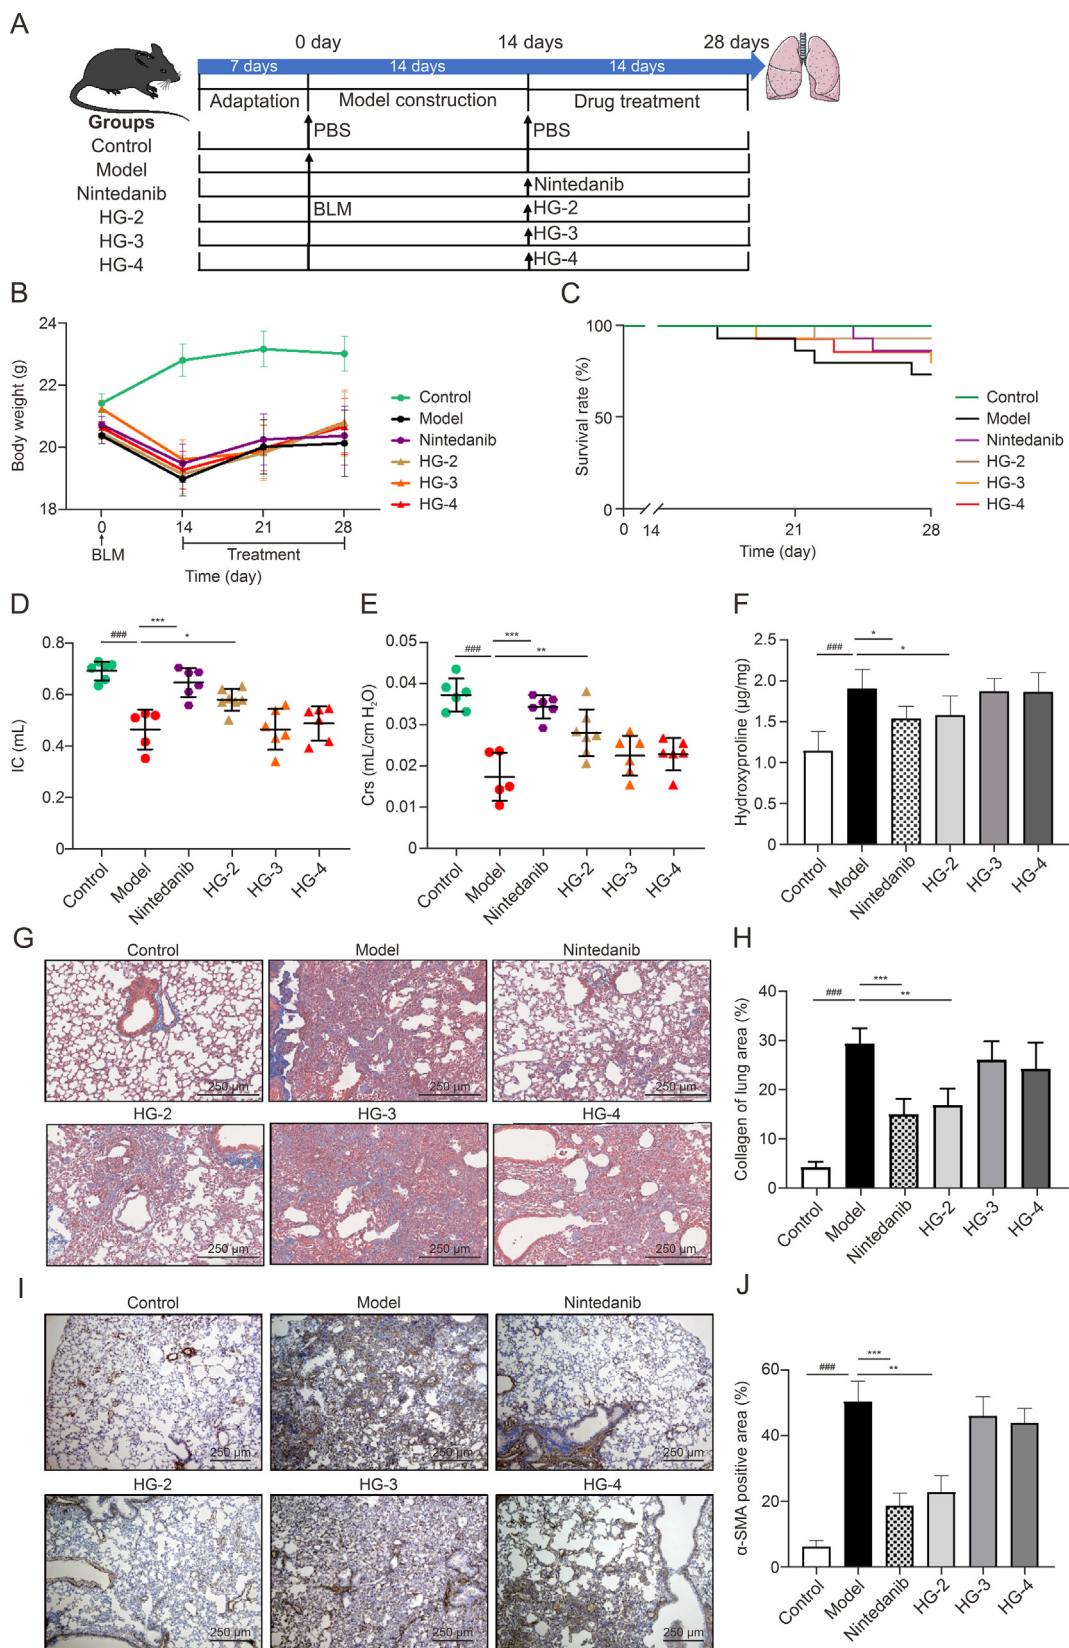 A
0 day 14 days 28 days
7 days 14 days 14 days
Adaptation Model construction Drug treatment
Groups
Control PBS PBS
Model
Nintedanib Nintedanib
HG-2 BLM HG-2
HG-3 HG-3
HG-4 HG-4
B
Body weight (g)
24
22
20
18
0 14 21 28
BLM Treatment
Time (day)
Control
Model
Nintedanib
HG-2
HG-3
HG-4
C
Survival rate (%)
100
50
0
0 14 21 28
Time (day)
Control
Model
Nintedanib
HG-2
HG-3
HG-4
D
IC (mL)
0.8
0.6
0.4
0.2
0
### *** *
Control Model Nintedanib HG-2 HG-3 HG-4
E
Crs (mL/cm H₂O)
0.05
0.04
0.03
0.02
0.01
0
### *** **
Control Model Nintedanib HG-2 HG-3 HG-4
F
Hydroxyproline (μg/mg)
2.5
2.0
1.5
1.0
0.5
0
### * *
Control Model Nintedanib HG-2 HG-3 HG-4
G
Control Model Nintedanib
250 μm 250 μm 250 μm
HG-2 HG-3 HG-4
250 μm 250 μm 250 μm
H
Collagen of lung area (%)
40
30
20
10
0
### *** **
Control Model Nintedanib HG-2 HG-3 HG-4
I
Control Model Nintedanib
250 μm 250 μm 250 μm
HG-2 HG-3 HG-4
250 μm 250 μm 250 μm
J
α-SMA positive area (%)
60
40
20
0
### *** **
Control Model Nintedanib HG-2 HG-3 HG-4